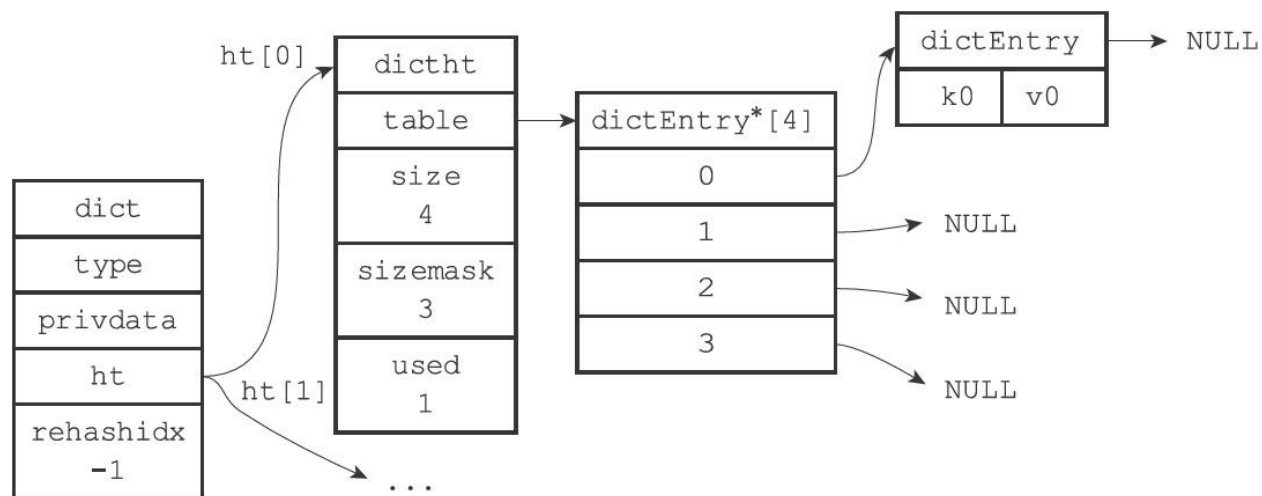 dict
type
privdata
ht
rehashidx
-1
ht[0]
ht[1]
...
dictht
table
size
4
sizemask
3
used
1
dictEntry*[4]
0
1
2
3
dictEntry
k0 v0
NULL
NULL
NULL
NULL